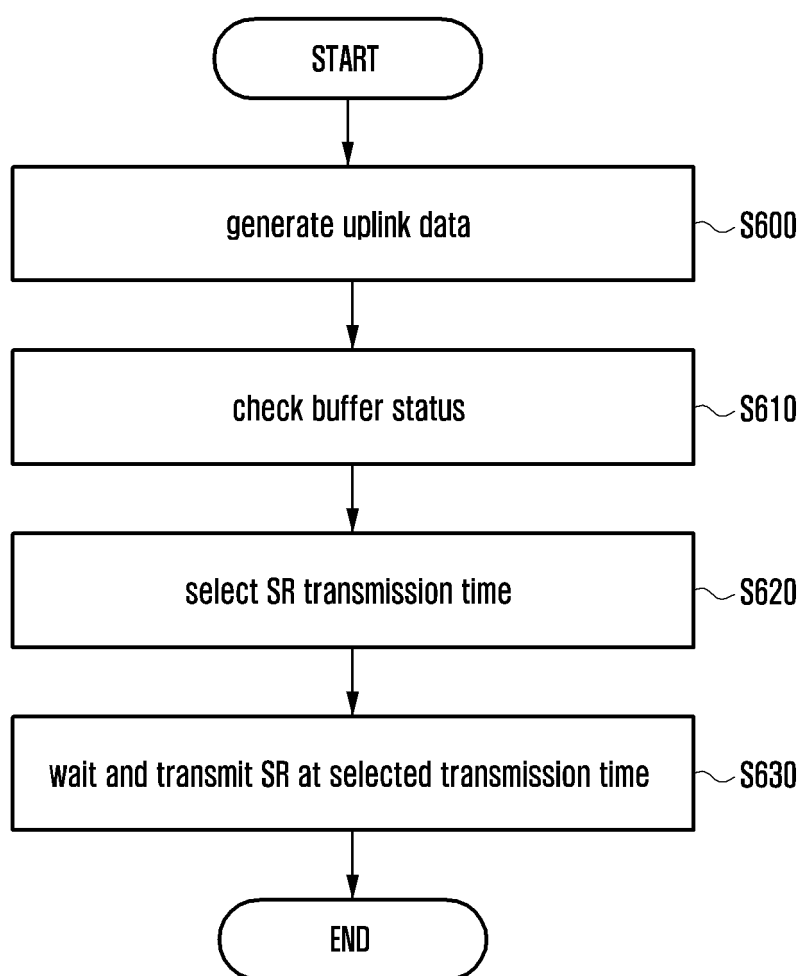 START
generate uplink data
S600
check buffer status
S610
select SR transmission time
S620
wait and transmit SR at selected transmission time
S630
END